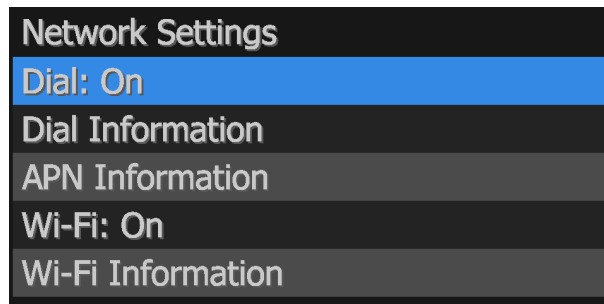 Network Settings
Dial: On
Dial Information
APN Information
Wi-Fi: On
Wi-Fi Information